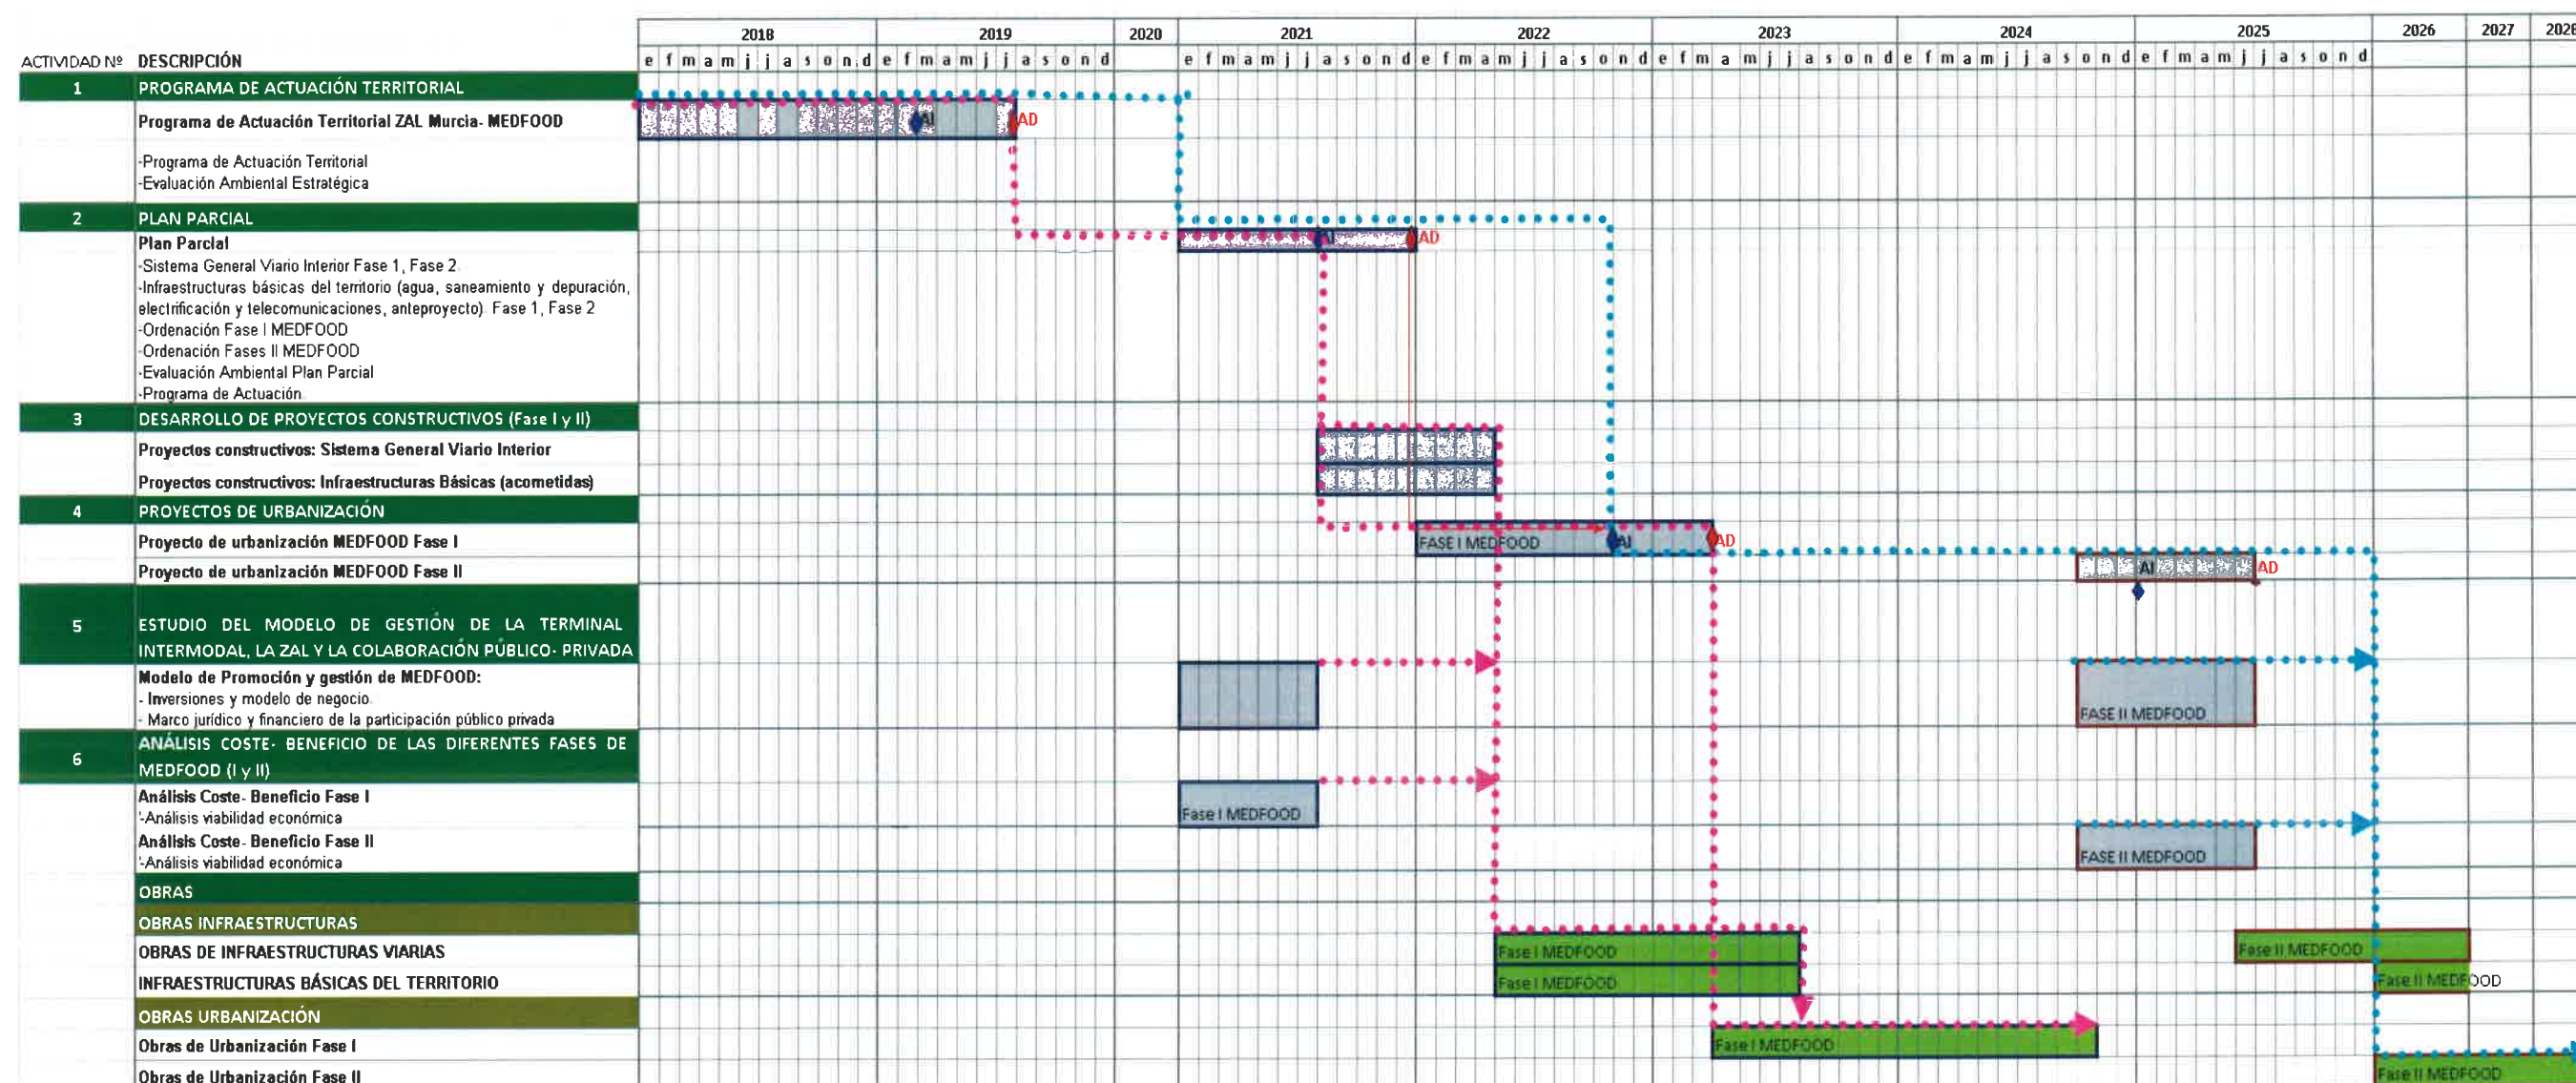 2018 2019 2020 2021 2022 2023 2024 2025 2026 2027 2028
ACTIVIDAD Nº DESCRIPCIÓN e f m a m j j a s o n d e f m a m j j a s o n d e f m a m j j a s o n d e f m a m j j a s o n d e f m a m j j a s o n d e f m a m j j a s o n d e f m a m j j a s o n d
1 PROGRAMA DE ACTUACIÓN TERRITORIAL
Programa de Actuación Territorial ZAL Murcia- MEDFOOD AI AD
-Programa de Actuación Territorial
-Evaluación Ambiental Estratégica
2 PLAN PARCIAL
Plan Parcial AI AD
-Sistema General Viario Interior Fase 1, Fase 2
-Infraestructuras básicas del territorio (agua, saneamiento y depuración,
electrificación y telecomunicaciones, anteproyecto). Fase 1, Fase 2
-Ordenación Fase I MEDFOOD
-Ordenación Fases II MEDFOOD
-Evaluación Ambiental Plan Parcial
-Programa de Actuación
3 DESARROLLO DE PROYECTOS CONSTRUCTIVOS (Fase I y II)
Proyectos constructivos: Sistema General Viario Interior
Proyectos constructivos: Infraestructuras Básicas (acometidas)
4 PROYECTOS DE URBANIZACIÓN
Proyecto de urbanización MEDFOOD Fase I FASE I MEDFOOD AI AD
Proyecto de urbanización MEDFOOD Fase II AI AD
5 ESTUDIO DEL MODELO DE GESTIÓN DE LA TERMINAL
INTERMODAL, LA ZAL Y LA COLABORACIÓN PÚBLICO- PRIVADA
Modelo de Promoción y gestión de MEDFOOD:
- Inversiones y modelo de negocio
- Marco jurídico y financiero de la participación público privada FASE II MEDFOOD
6 ANÁLISIS COSTE- BENEFICIO DE LAS DIFERENTES FASES DE
MEDFOOD (I y II)
Análisis Coste- Beneficio Fase I
'-Análisis viabilidad económica Fase I MEDFOOD
Análisis Coste- Beneficio Fase II
'-Análisis viabilidad económica FASE II MEDFOOD
OBRAS
OBRAS INFRAESTRUCTURAS
OBRAS DE INFRAESTRUCTURAS VIARIAS Fase I MEDFOOD Fase II MEDFOOD
INFRAESTRUCTURAS BÁSICAS DEL TERRITORIO Fase I MEDFOOD Fase II MEDFOOD
OBRAS URBANIZACIÓN
Obras de Urbanización Fase I Fase I MEDFOOD
Obras de Urbanización Fase II Fase II MEDFOOD